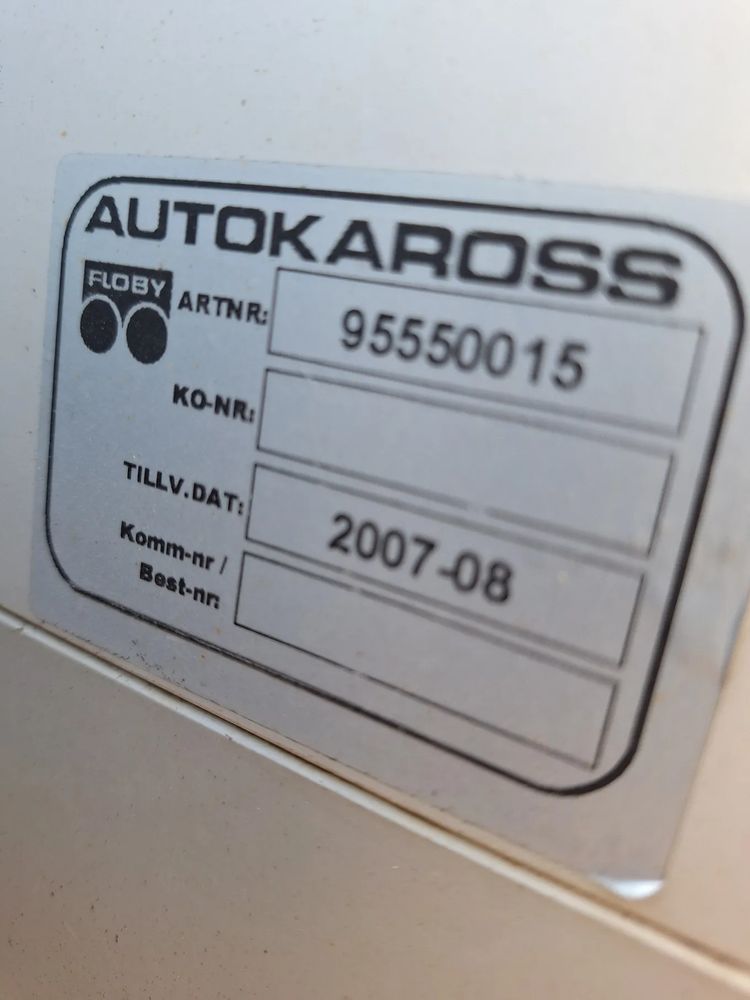 AUTOKAROSS
FLOBY
ARTNR: 95550015
KO-NR:
TILLV.DAT: 2007-08
Komm-nr /
Best-nr: